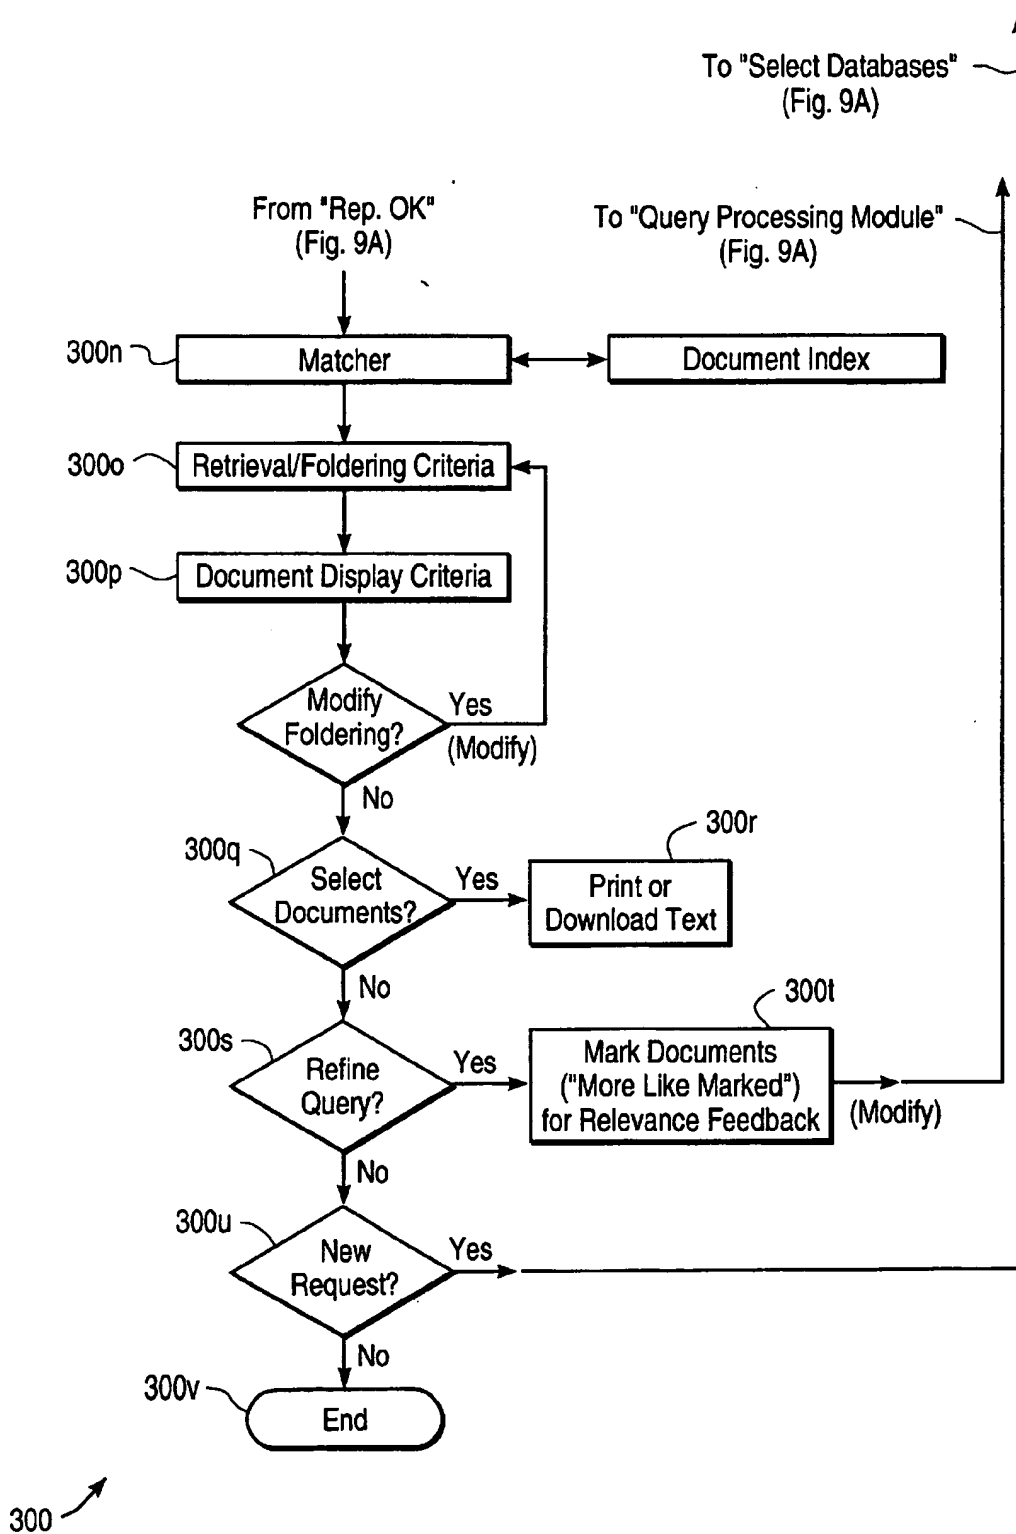 To "Select Databases"
(Fig. 9A)
From "Rep. OK"
(Fig. 9A)
To "Query Processing Module"
(Fig. 9A)
300n
Matcher
Document Index
300o
Retrieval/Foldering Criteria
300p
Document Display Criteria
Modify
Foldering?
Yes
(Modify)
No
300q
Select
Documents?
Yes
300r
Print or
Download Text
No
300s
Refine
Query?
Yes
300t
Mark Documents
("More Like Marked")
for Relevance Feedback
(Modify)
No
300u
New
Request?
Yes
No
300v
End
300